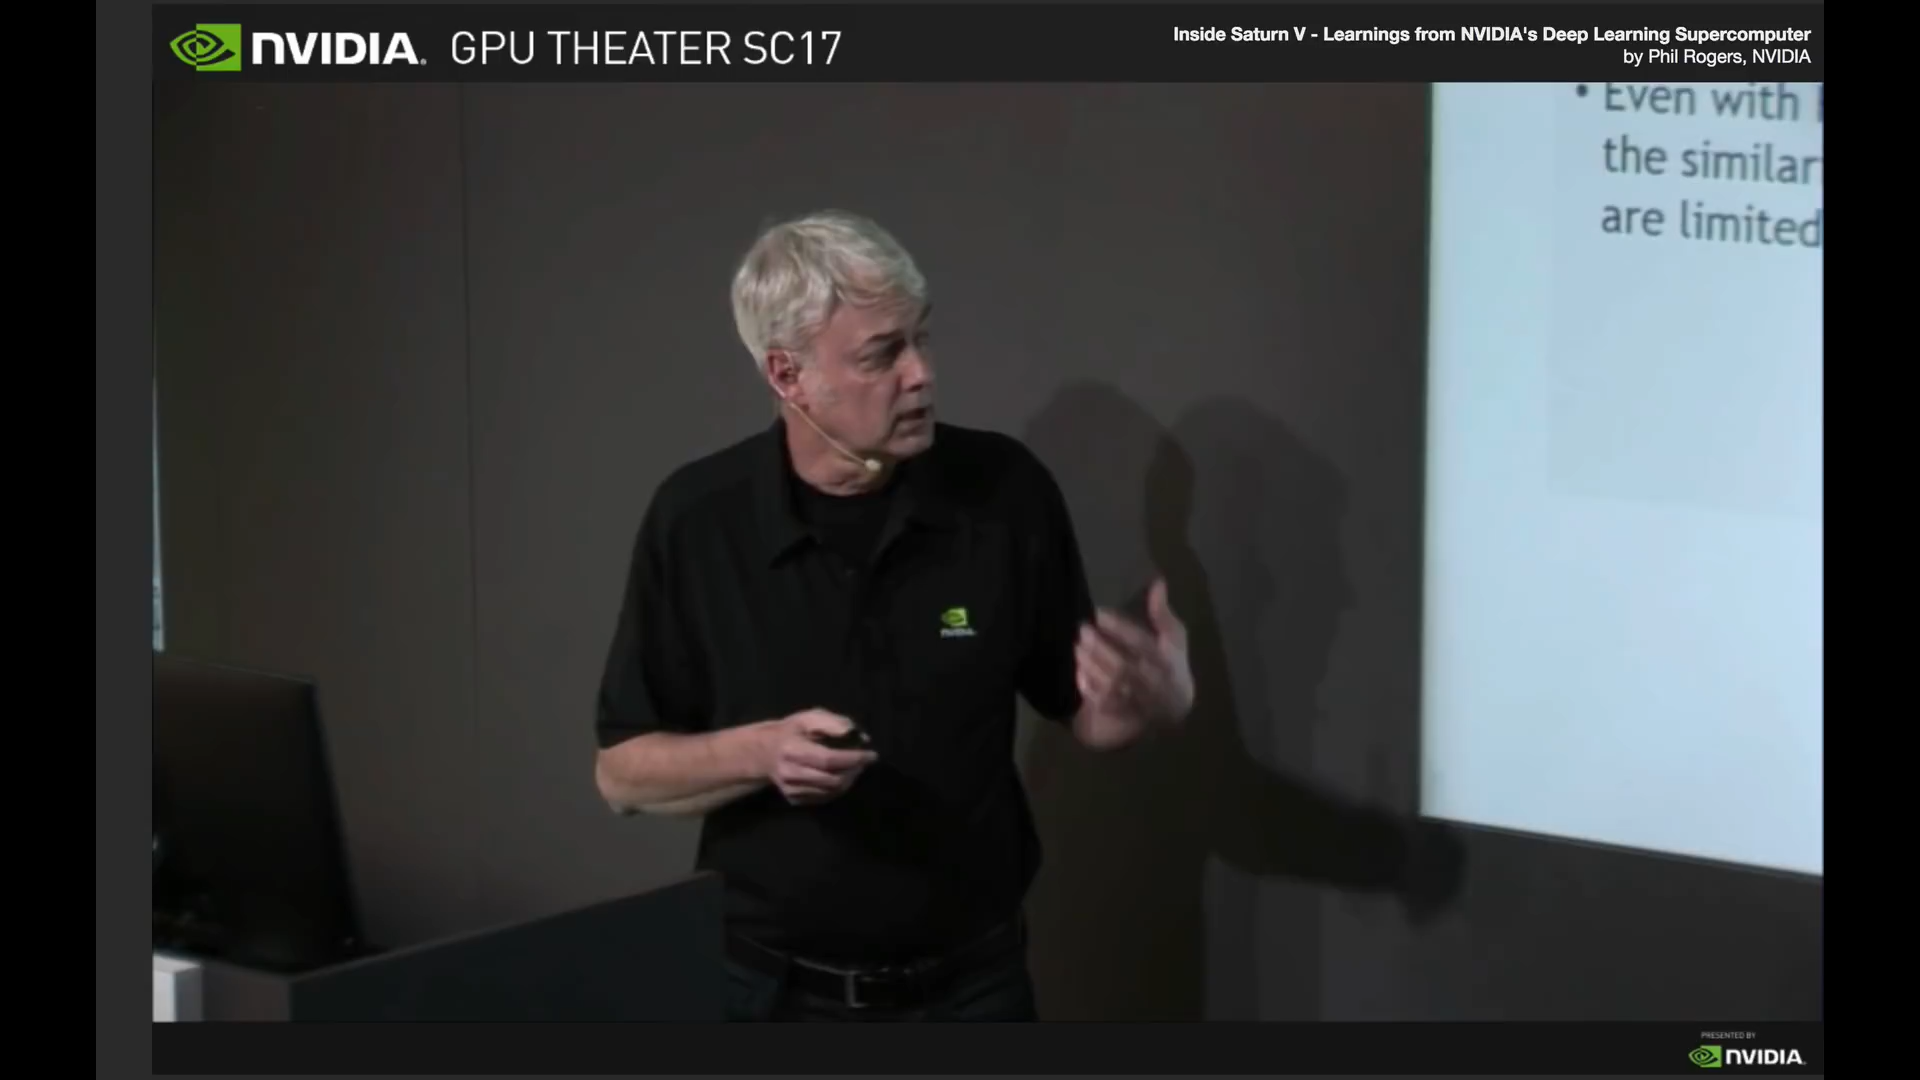 NVIDIA. GPU THEATER SC17
Inside Saturn V - Learnings from NVIDIA's Deep Learning Supercomputer
by Phil Rogers, NVIDIA
• Even with
the similar
are limited
NVIDIA.
PRESENTED BY
NVIDIA.